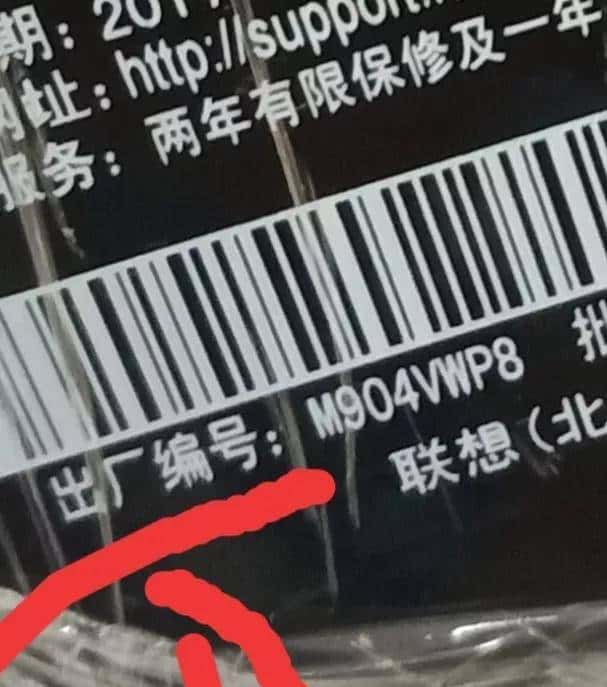 期: 201
网址: http://support.
服务: 两年有限保修及一年
出厂编号: M904VWP8 批
联想(北